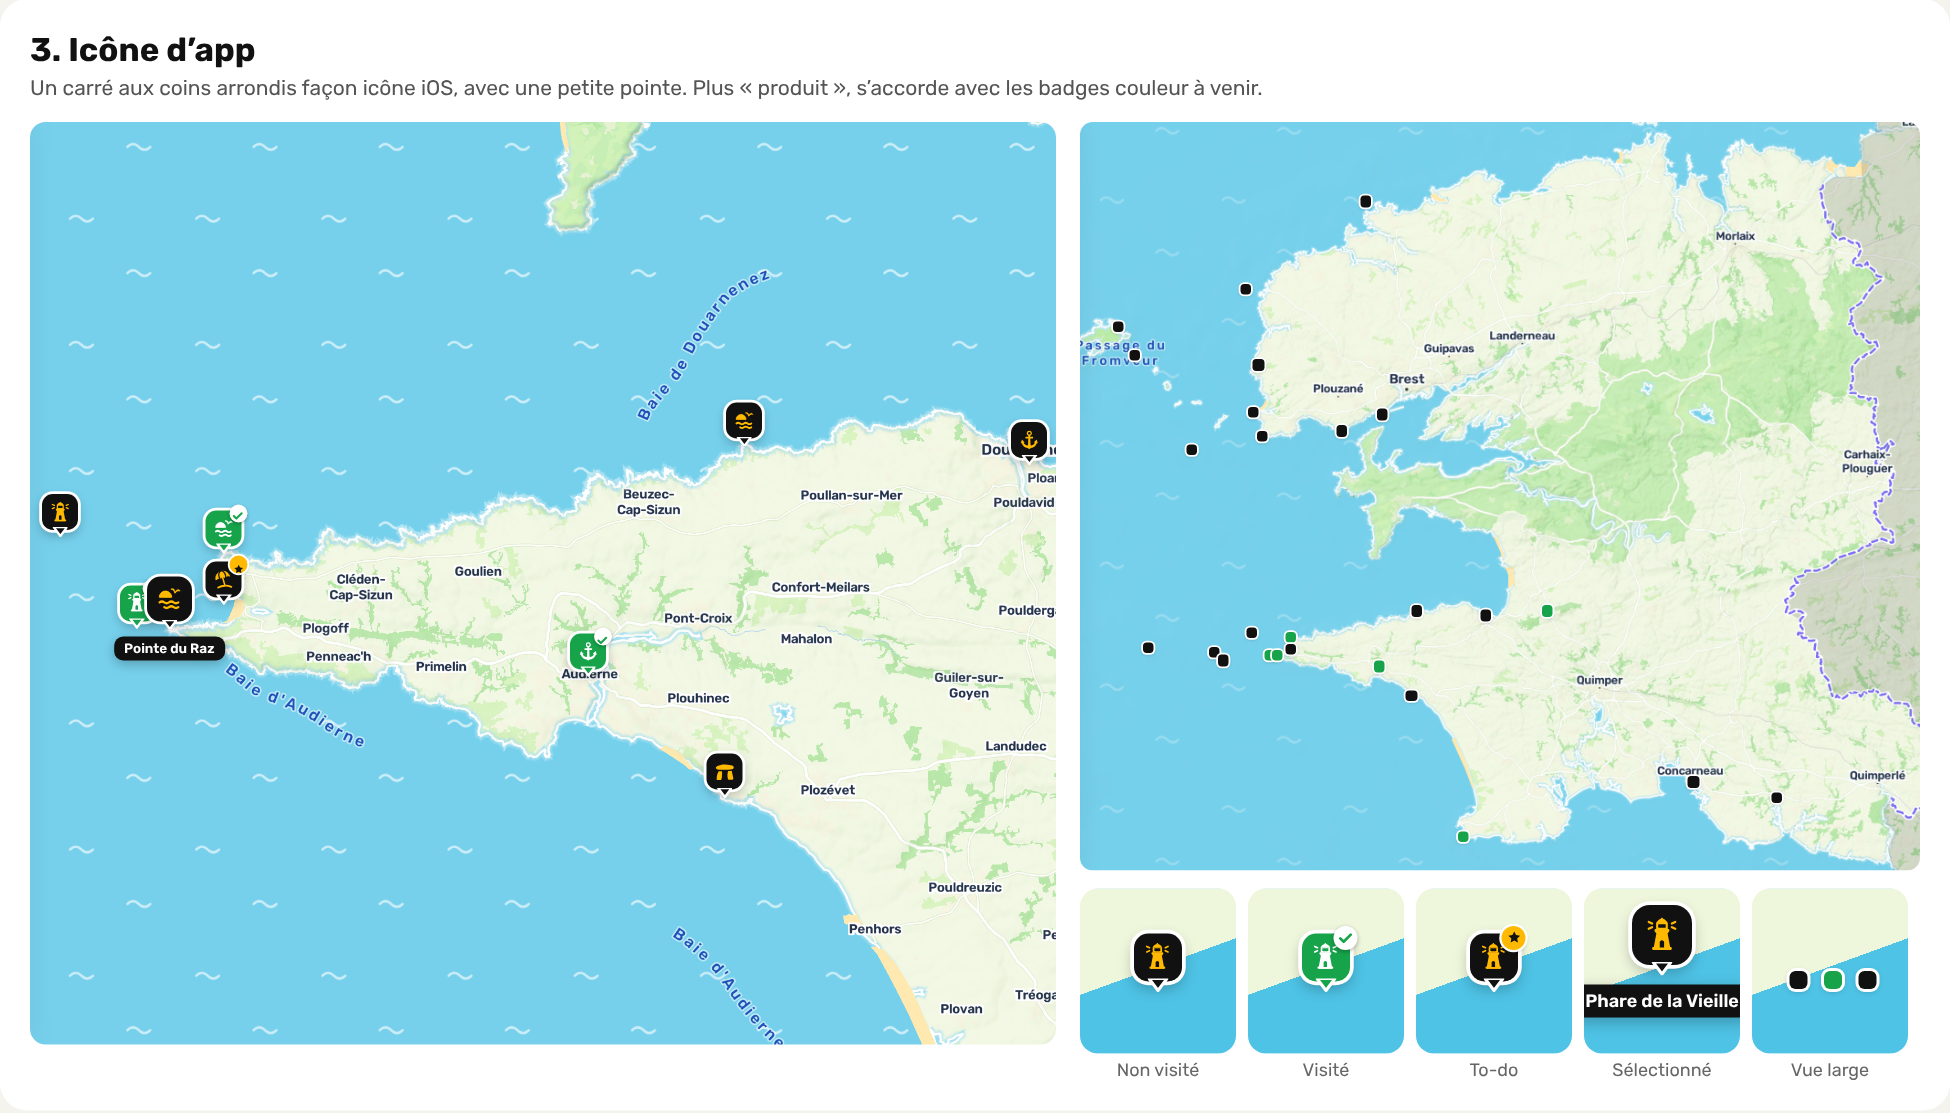 3. Icône d’app
Un carré aux coins arrondis façon icône iOS, avec une petite pointe. Plus « produit », s’accorde avec les badges couleur à venir.
Baie de Douarnenez
Beuzec-
Cap-Sizun
Poullan-sur-Mer
Pouldavid
Goulien
Cléden-
Cap-Sizun
Confort-Meilars
Pont-Croix
Plogoff
Mahalon
Pointe du Raz
Penneac'h
Primelin
Audierne
Guiler-sur-
Goyen
Plouhinec
Baie d'Audierne
Landudec
Plozévet
Pouldreuzic
Penhors
Baie d'Audierne
Plovan
Morlaix
Passage du
Fromveur
Landerneau
Guipavas
Brest
Plouzané
Carhaix-
Plouguer
Quimper
Concarneau
Quimperlé
Phare de la Vieille
Non visité
Visité
To-do
Sélectionné
Vue large